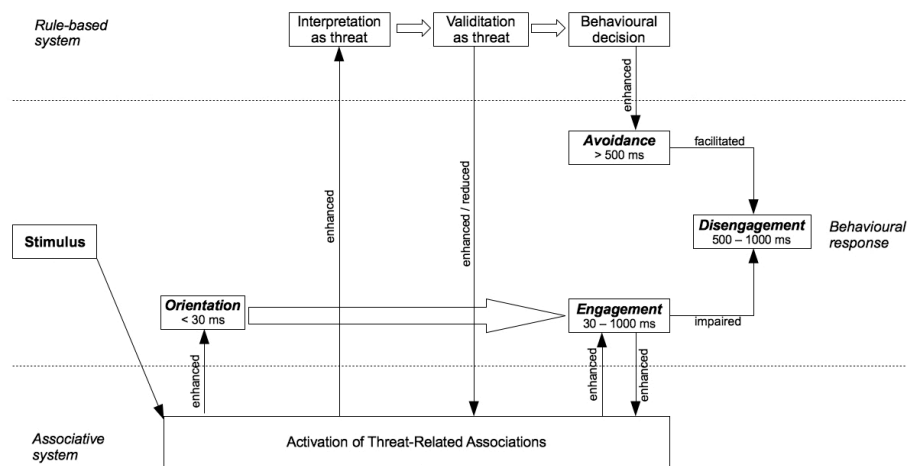 Rule-based
system
Interpretation
as threat
Validitation
as threat
Behavioural
decision
enhanced
Avoidance
> 500 ms
facilitated
enhanced
enhanced / reduced
Stimulus
Disengagement
500 – 1000 ms
Behavioural
response
Orientation
< 30 ms
Engagement
30 – 1000 ms
impaired
enhanced
enhanced
enhanced
Associative
system
Activation of Threat-Related Associations